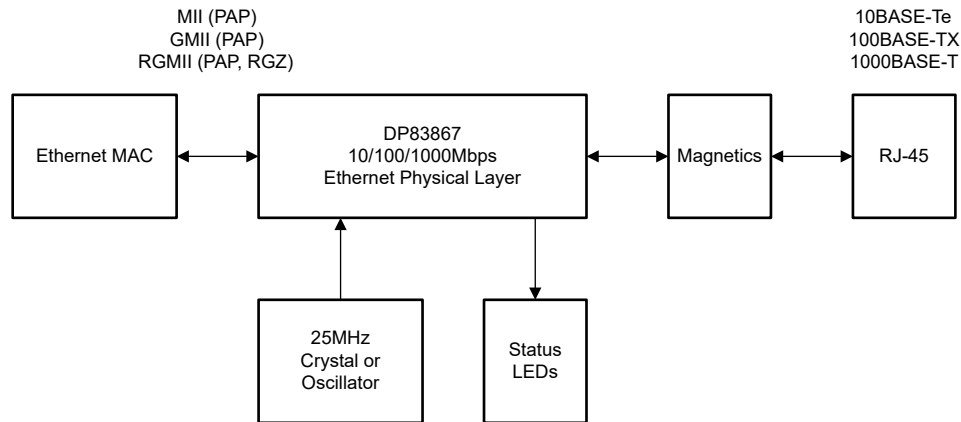 MII (PAP)
GMII (PAP)
RGMII (PAP, RGZ)
10BASE-Te
100BASE-TX
1000BASE-T
Ethernet MAC
DP83867
10/100/1000Mbps
Ethernet Physical Layer
Magnetics
RJ-45
25MHz
Crystal or
Oscillator
Status
LEDs